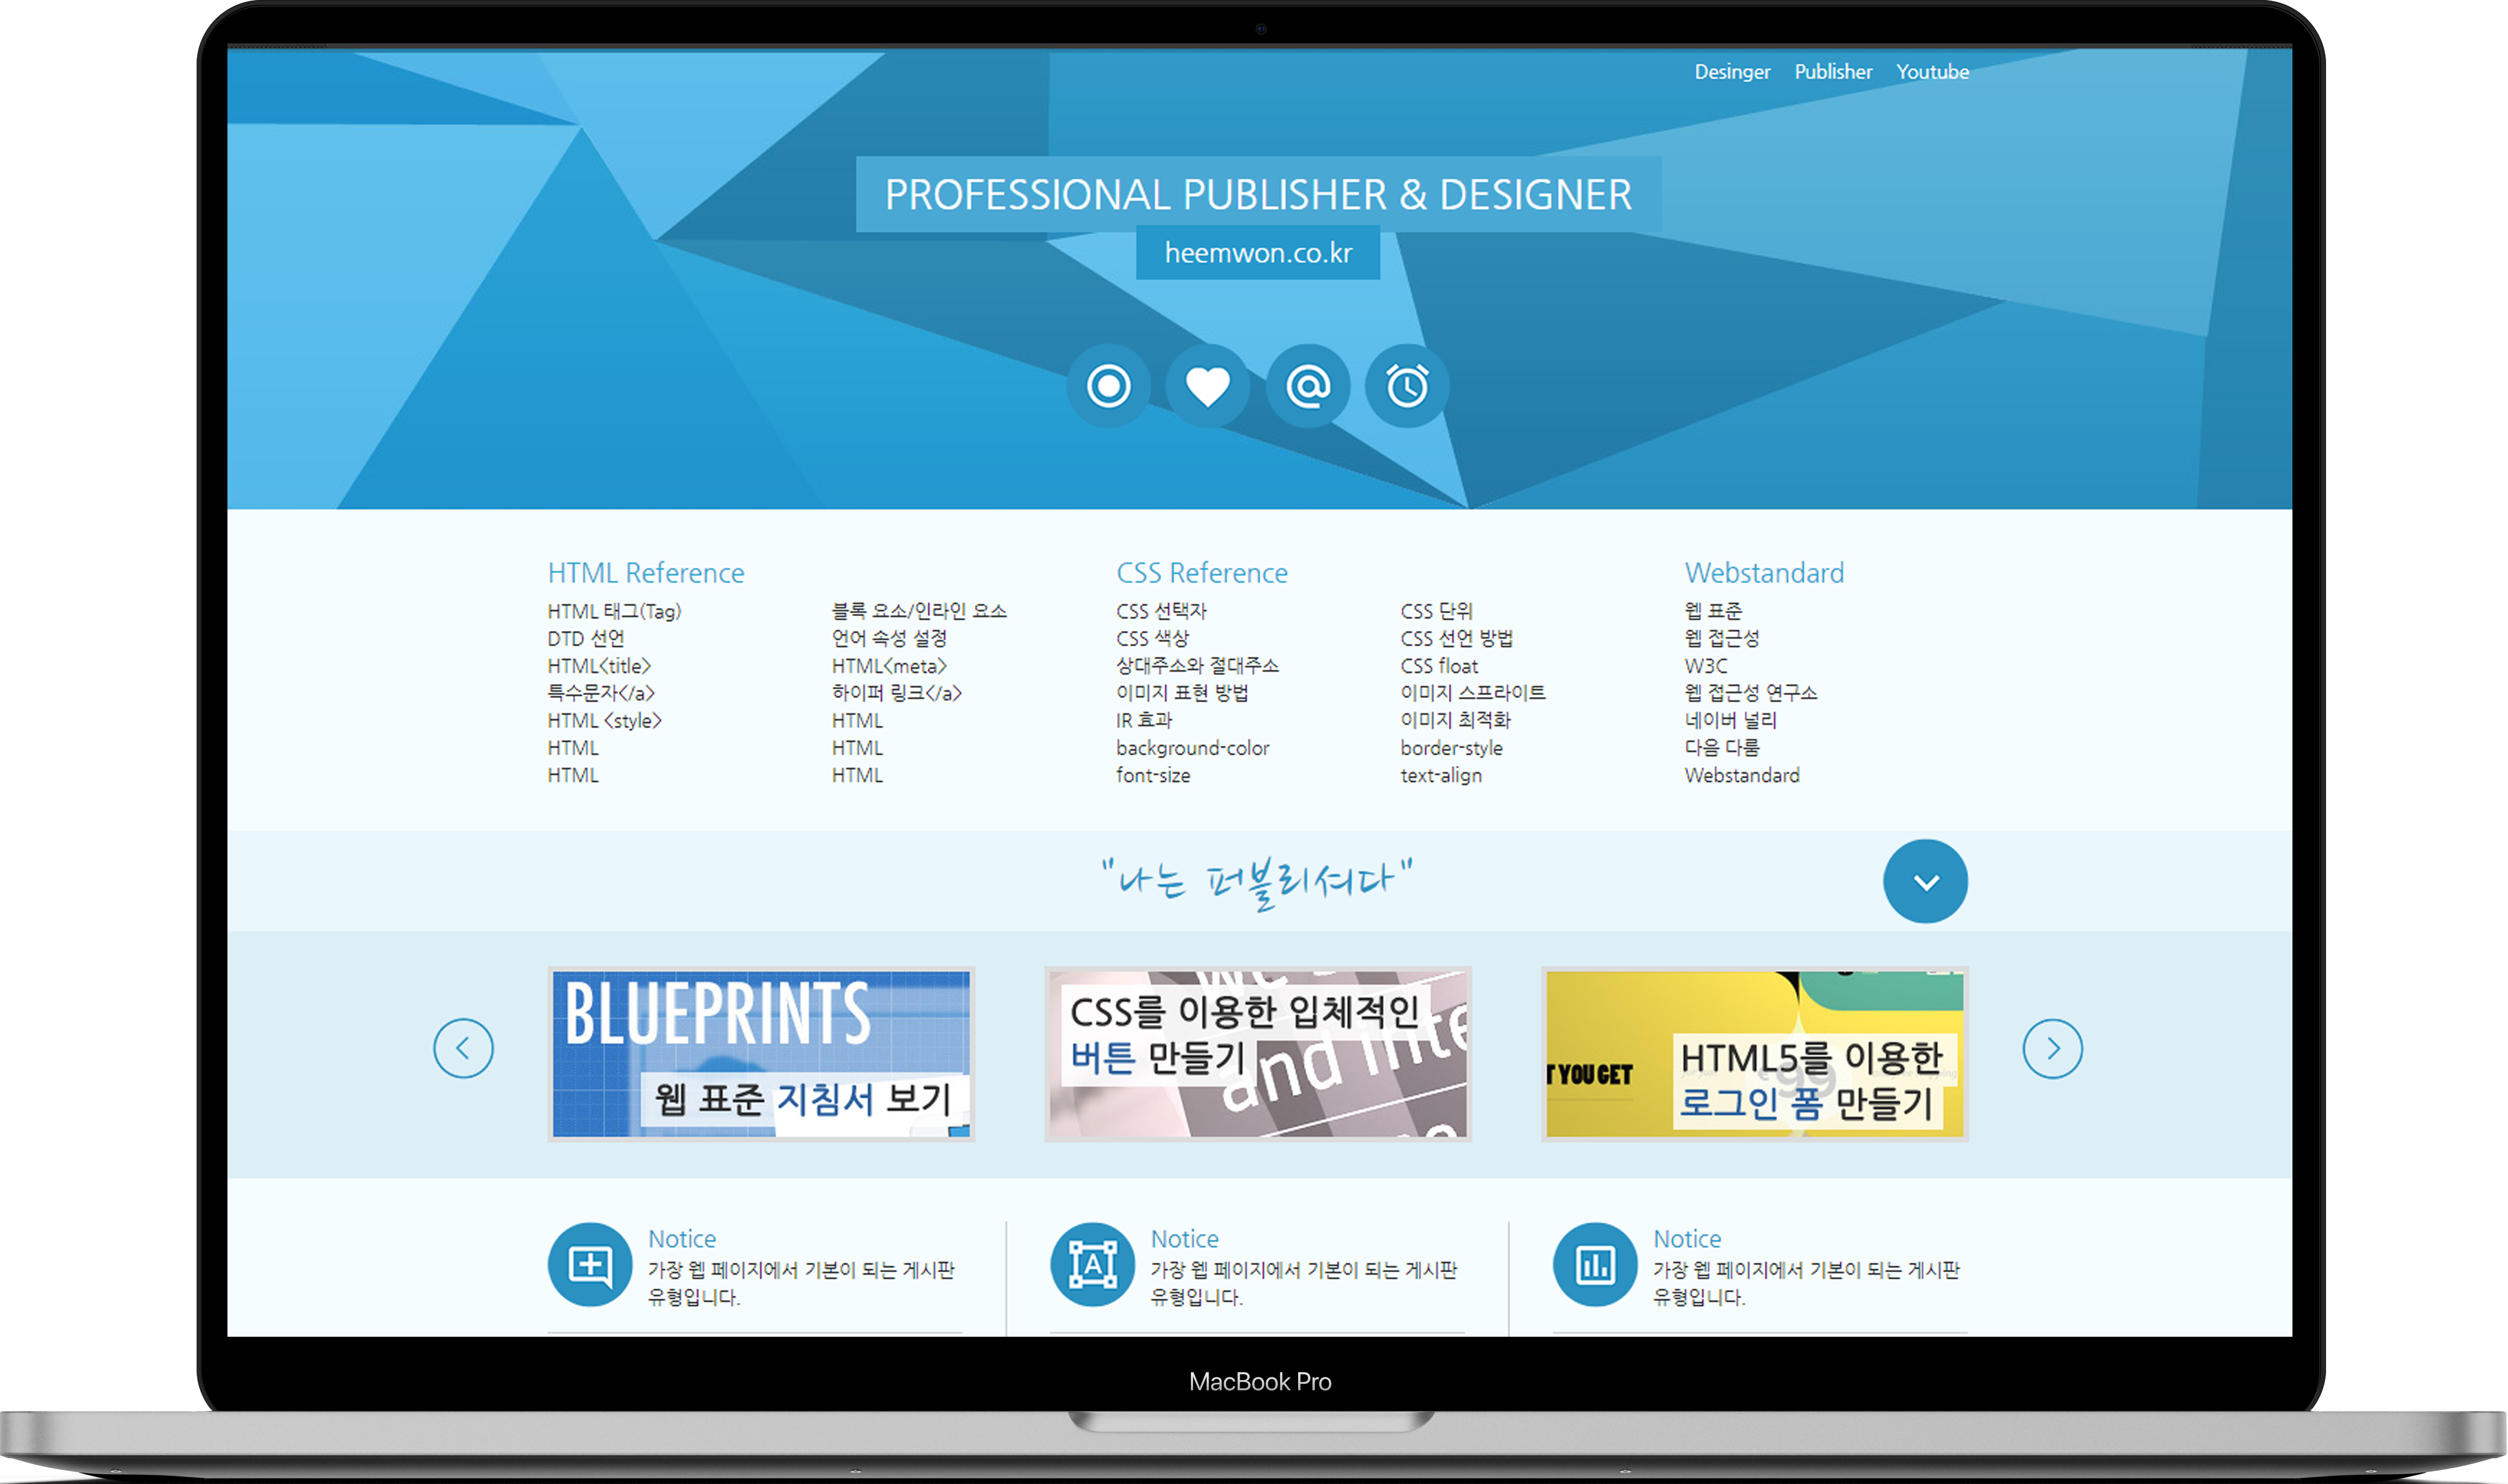 Desinger Publisher Youtube
PROFESSIONAL PUBLISHER & DESIGNER
heemwon.co.kr
HTML Reference
HTML 태그(Tag)
DTD 선언
HTML<title>
특수문자</a>
HTML <style>
HTML
HTML
블록 요소/인라인 요소
언어 속성 설정
HTML<meta>
하이퍼 링크</a>
HTML
HTML
HTML
CSS Reference
CSS 선택자
CSS 색상
상대주소와 절대주소
이미지 표현 방법
IR 효과
background-color
font-size
CSS 단위
CSS 선언 방법
CSS float
이미지 스프라이트
이미지 최적화
border-style
text-align
Webstandard
웹 표준
웹 접근성
W3C
웹 접근성 연구소
네이버 널리
다음 다룸
Webstandard
"나는 퍼블리셔다"
BLUEPRINTS
웹 표준 지침서 보기
CSS를 이용한 입체적인
버튼 만들기
and inte
T YOU GET
HTML5를 이용한
로그인 폼 만들기
Notice
가장 웹 페이지에서 기본이 되는 게시판
유형입니다.
A
Notice
가장 웹 페이지에서 기본이 되는 게시판
유형입니다.
Notice
가장 웹 페이지에서 기본이 되는 게시판
유형입니다.
MacBook Pro